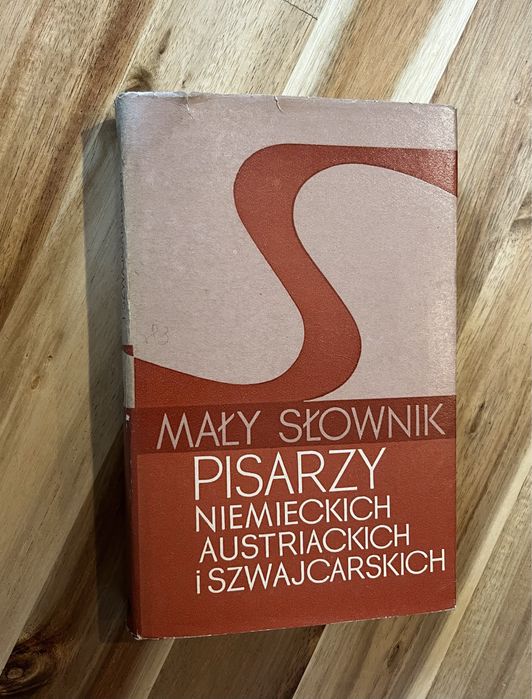 MAŁY SŁOWNIK
PISARZY
NIEMIECKICH
AUSTRIACKICH
i SZWAJCARSKICH